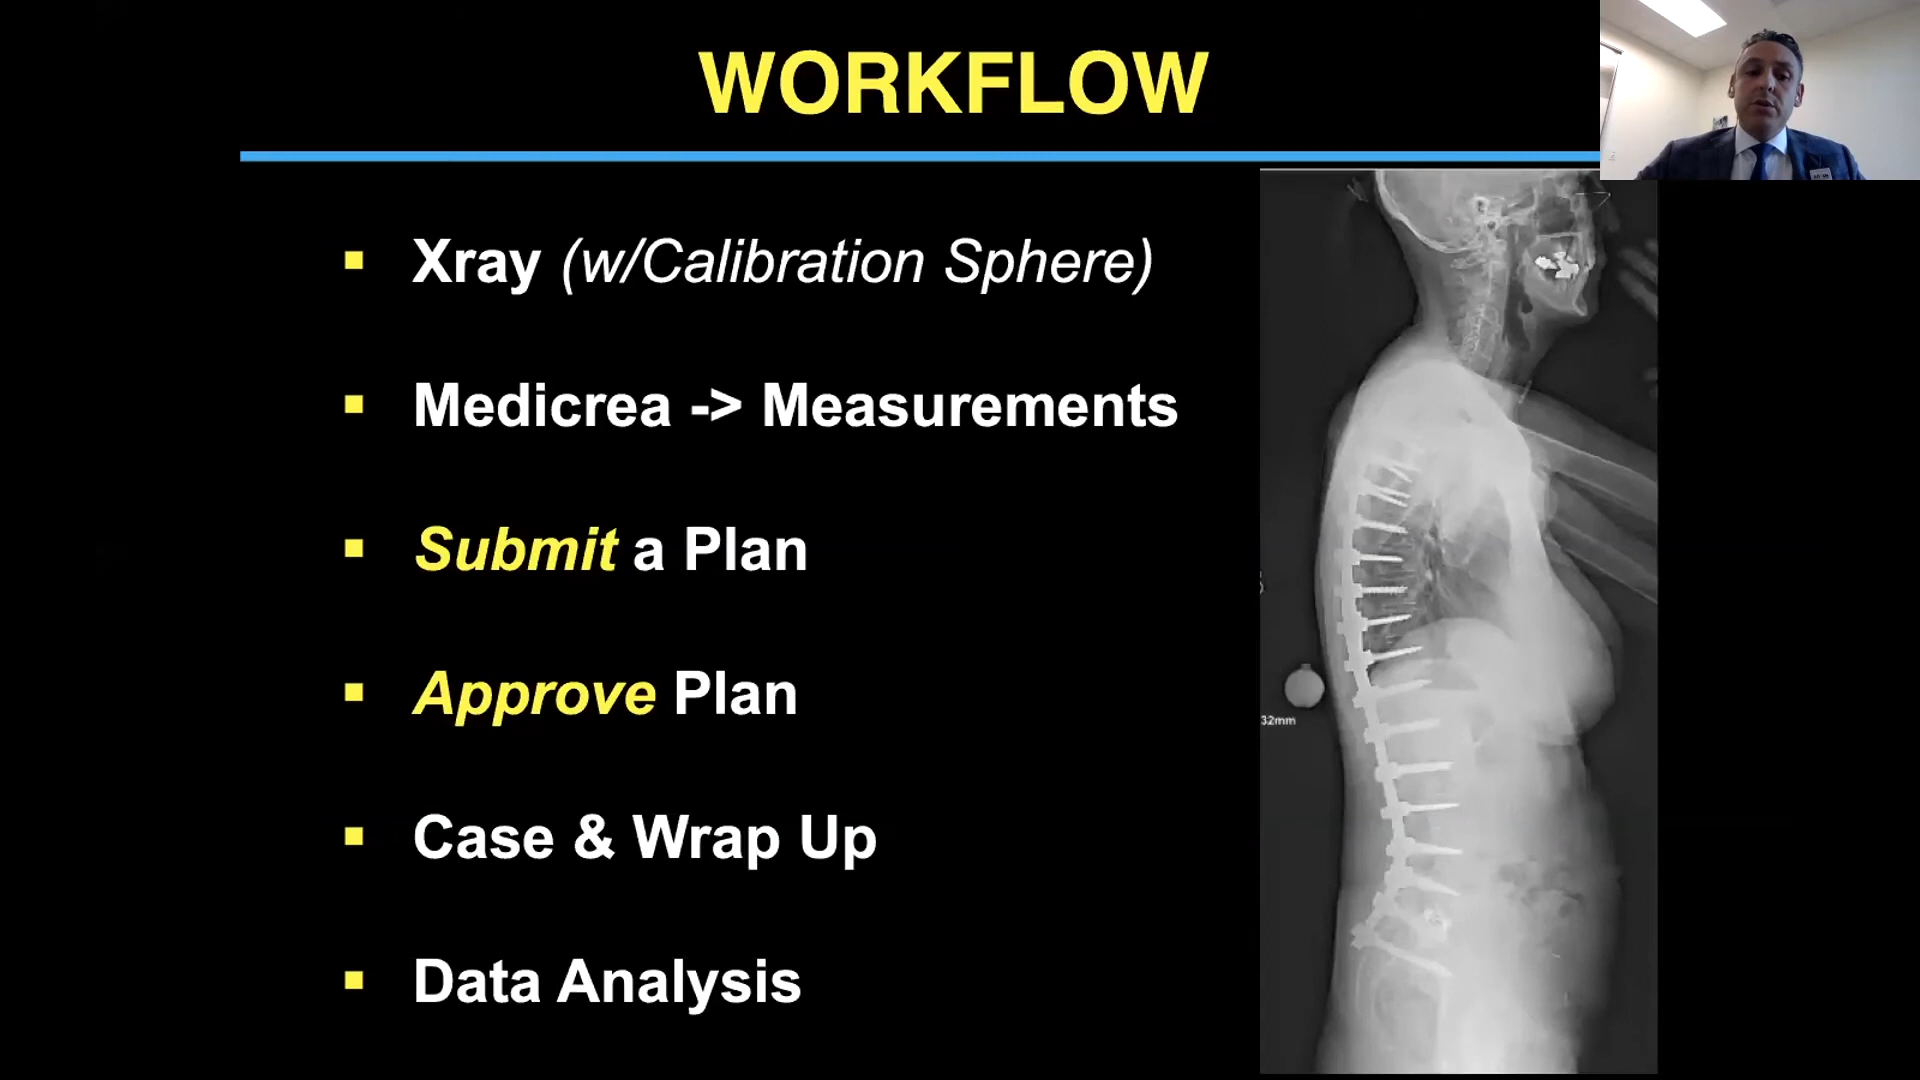 WORKFLOW
Xray (w/Calibration Sphere)
Medicrea -> Measurements
Submit a Plan
Approve Plan
Case & Wrap Up
Data Analysis
32mm